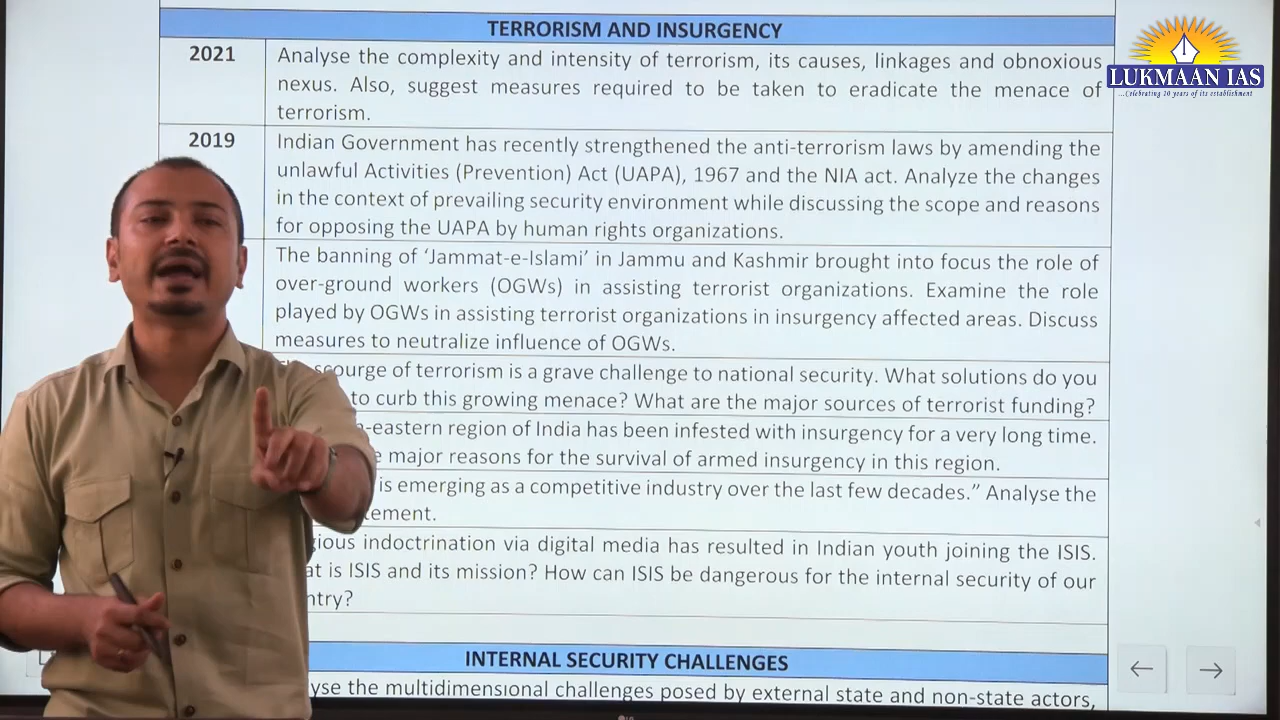 TERRORISM AND INSURGENCY
2021
Analyse the complexity and intensity of terrorism, its causes, linkages and obnoxious
nexus. Also, suggest measures required to be taken to eradicate the menace of
terrorism.
2019
Indian Government has recently strengthened the anti-terrorism laws by amending the
unlawful Activities (Prevention) Act (UAPA), 1967 and the NIA act. Analyze the changes
in the context of prevailing security environment while discussing the scope and reasons
for opposing the UAPA by human rights organizations.
The banning of ‘Jammat-e-Islami’ in Jammu and Kashmir brought into focus the role of
over-ground workers (OGWs) in assisting terrorist organizations. Examine the role
played by OGWs in assisting terrorist organizations in insurgency affected areas. Discuss
measures to neutralize influence of OGWs.
scourge of terrorism is a grave challenge to national security. What solutions do you
to curb this growing menace? What are the major sources of terrorist funding?
-eastern region of India has been infested with insurgency for a very long time.
major reasons for the survival of armed insurgency in this region.
is emerging as a competitive industry over the last few decades.” Analyse the
tement.
gious indoctrination via digital media has resulted in Indian youth joining the ISIS.
at is ISIS and its mission? How can ISIS be dangerous for the internal security of our
ntry?
INTERNAL SECURITY CHALLENGES
yse the multidimensional challenges posed by external state and non-state actors,
LUKMAAN IAS
...Celebrating 10 years of its establishment
LG